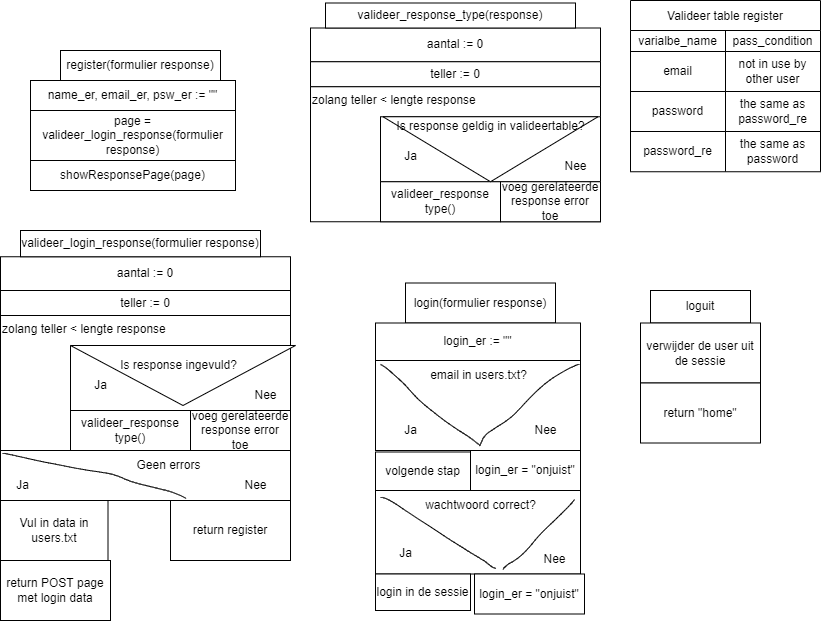 register(formulier response)
name_er, email_er, psw_er := ""
page =
valideer_login_response(formulier
response)
showResponsePage(page)
valideer_response_type(response)
aantal := 0
teller := 0
zolang teller < lengte response
Is response geldig in valideertable?
Ja
Nee
valideer_response
type()
voeg gerelateerde
response error
toe
Valideer table register
varialbe_name
pass_condition
email
not in use by
other user
password
the same as
password_re
password_re
the same as
password
valideer_login_response(formulier response)
aantal := 0
teller := 0
zolang teller < lengte response
Is response ingevuld?
Ja
Nee
valideer_response
type()
voeg gerelateerde
response error
toe
Geen errors
Ja
Nee
Vul in data in
users.txt
return register
return POST page
met login data
login(formulier response)
login_er := ""
email in users.txt?
Ja
Nee
volgende stap
login_er = "onjuist"
wachtwoord correct?
Ja
Nee
login in de sessie
login_er = "onjuist"
loguit
verwijder de user uit
de sessie
return "home"